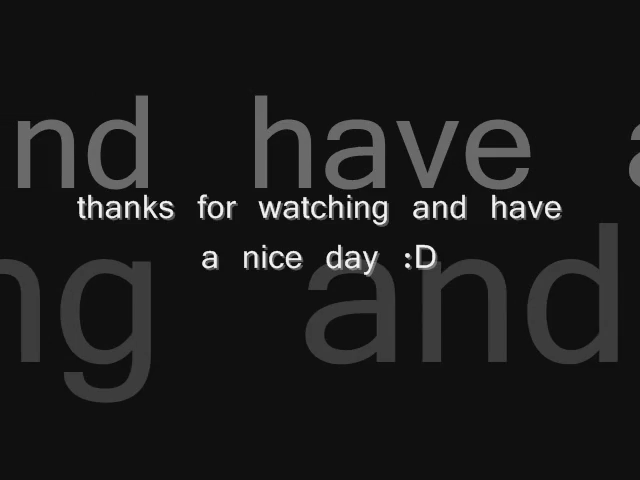 nd have a
thanks for watching and have
a nice day :D
ng and